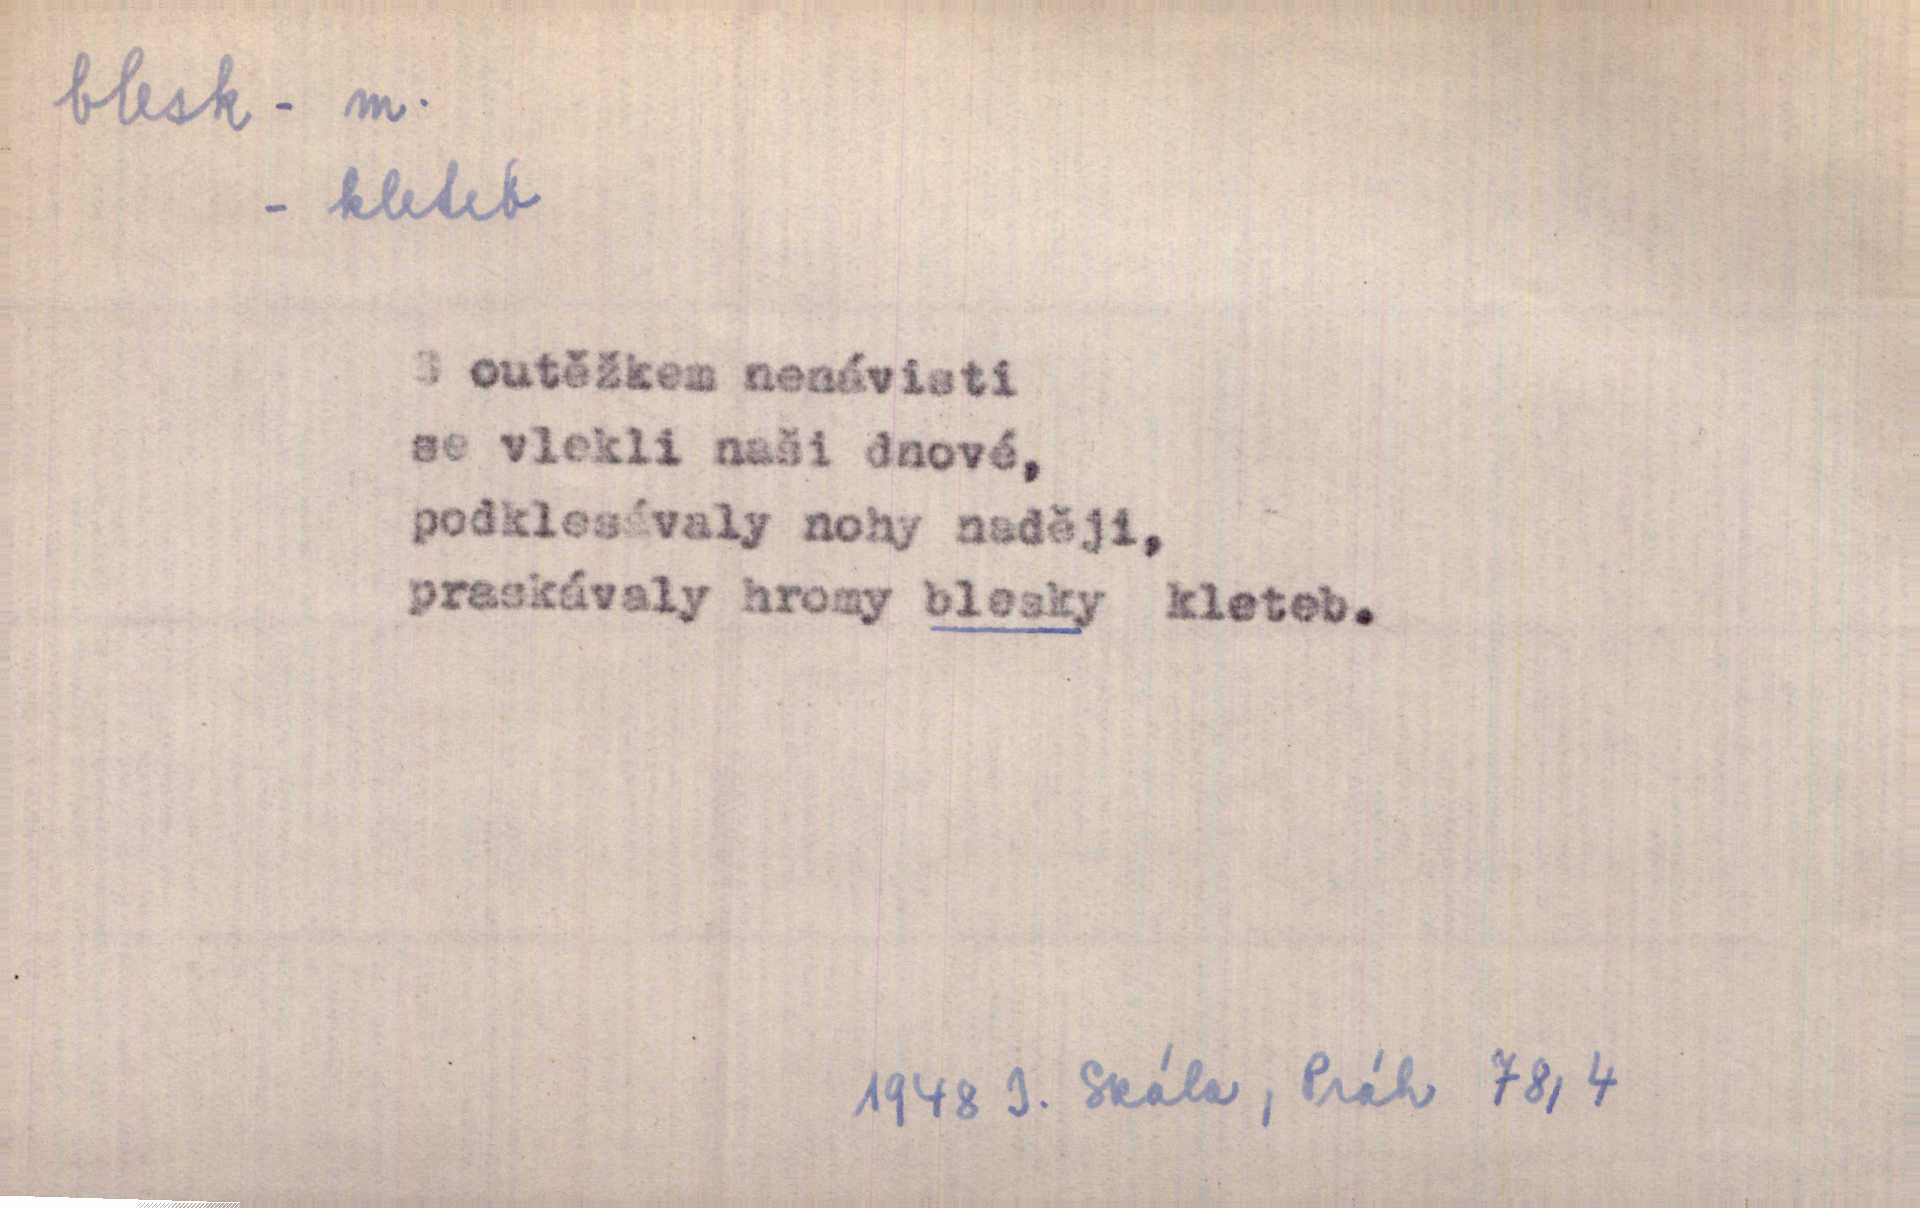 blesk - m.
- kleteb
S outěžkem nenávisti
se vlekli naši dnové,
podklesávaly nohy naději,
praskávaly hromy blesky kleteb.
1948 I. Skála, Práh 78,4